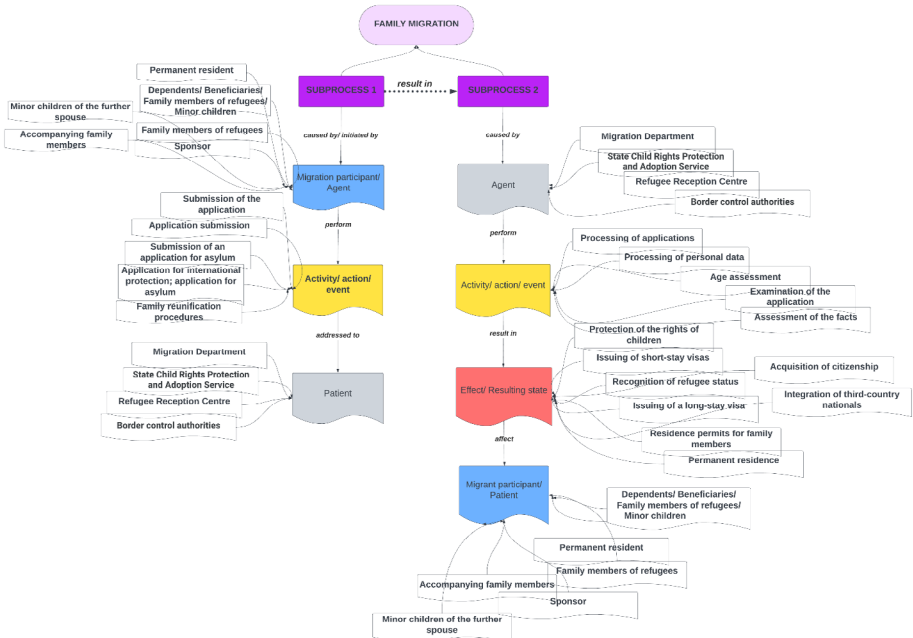 FAMILY MIGRATION
SUBPROCESS 1
result in
SUBPROCESS 2
Permanent resident
Dependents/ Beneficiaries/
Family members of refugees/
Minor children
Minor children of the further
spouse
Family members of refugees
Accompanying family
members
Sponsor
caused by/ initiated by
Migration participant/
Agent
perform
Submission of the
application
Application submission
Submission of an
application for asylum
Application for international
protection; application for
asylum
Family reunification
procedures
Activity/ action/
event
addressed to
Migration Department
State Child Rights Protection
and Adoption Service
Refugee Reception Centre
Border control authorities
Patient
caused by
Agent
Migration Department
State Child Rights Protection
and Adoption Service
Refugee Reception Centre
Border control authorities
perform
Activity/ action/ event
Processing of applications
Processing of personal data
Age assessment
Examination of the
application
Assessment of the facts
result in
Effect/ Resulting state
Protection of the rights of
children
Issuing of short-stay visas
Acquisition of citizenship
Recognition of refugee status
Integration of third-country
nationals
Issuing of a long-stay visa
Residence permits for family
members
Permanent residence
affect
Migrant participant/
Patient
Dependents/ Beneficiaries/
Family members of refugees/
Minor children
Permanent resident
Family members of refugees
Accompanying family members
Sponsor
Minor children of the further
spouse